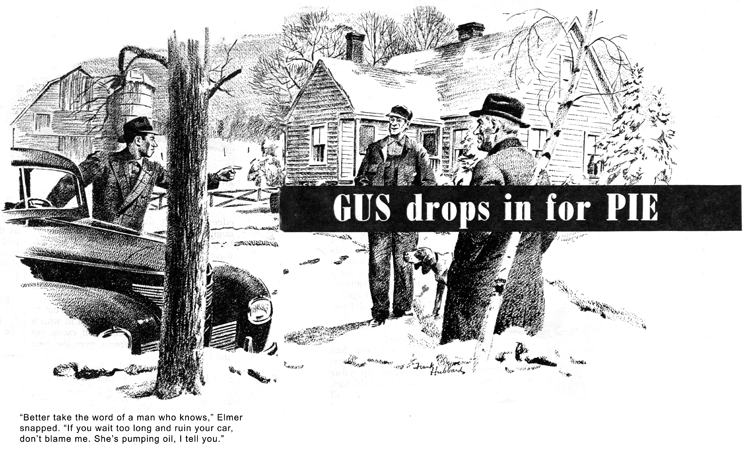 GUS drops in for PIE
Hubbard
“Better take the word of a man who knows,” Elmer
snapped. “If you wait too long and ruin your car,
don’t blame me. She’s pumping oil, I tell you.”